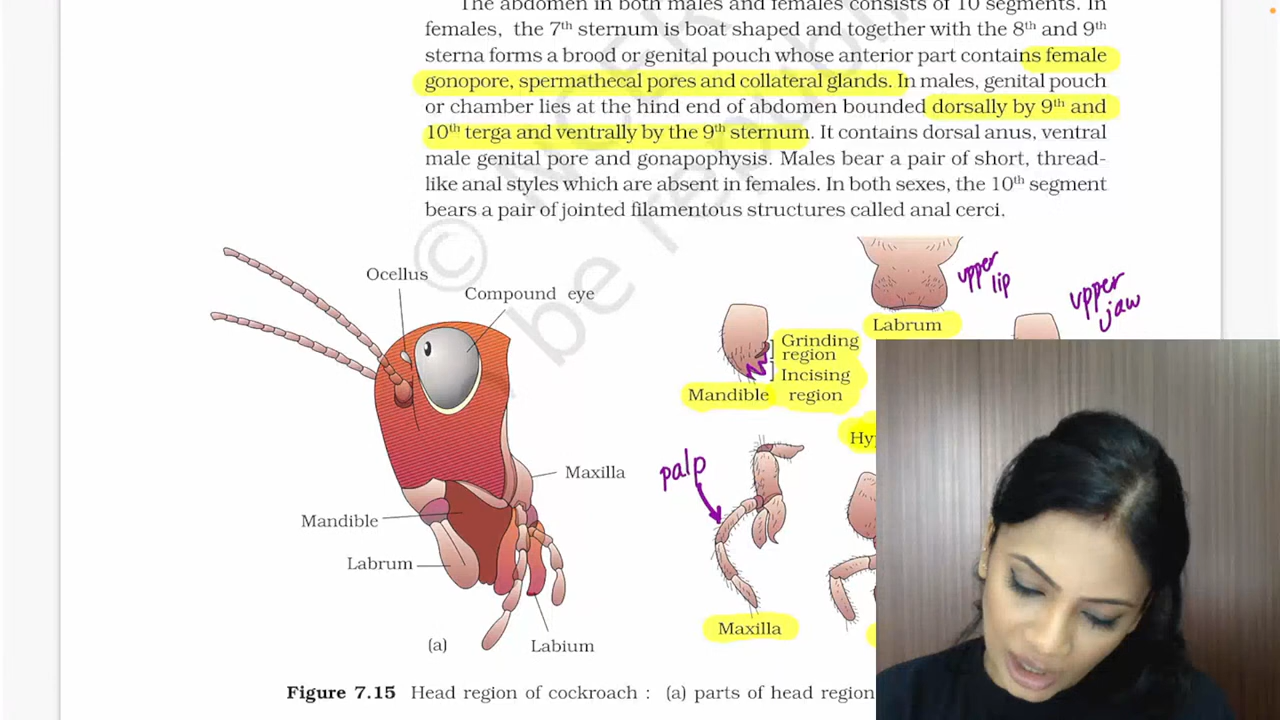 The abdomen in both males and females consists of 10 segments. In
females, the 7th sternum is boat shaped and together with the 8th and 9th
sterna forms a brood or genital pouch whose anterior part contains female
gonopore, spermathecal pores and collateral glands. In males, genital pouch
or chamber lies at the hind end of abdomen bounded dorsally by 9th and
10th terga and ventrally by the 9th sternum. It contains dorsal anus, ventral
male genital pore and gonapophysis. Males bear a pair of short, thread-
like anal styles which are absent in females. In both sexes, the 10th segment
bears a pair of jointed filamentous structures called anal cerci.
Ocellus
Compound eye
Maxilla
Mandible
Labrum
(a)
Labium
upper
lip
upper
jaw
Labrum
Grinding
region
Incising
region
Mandible
Hy
palp
Maxilla
Figure 7.15 Head region of cockroach : (a) parts of head region
© N
be re